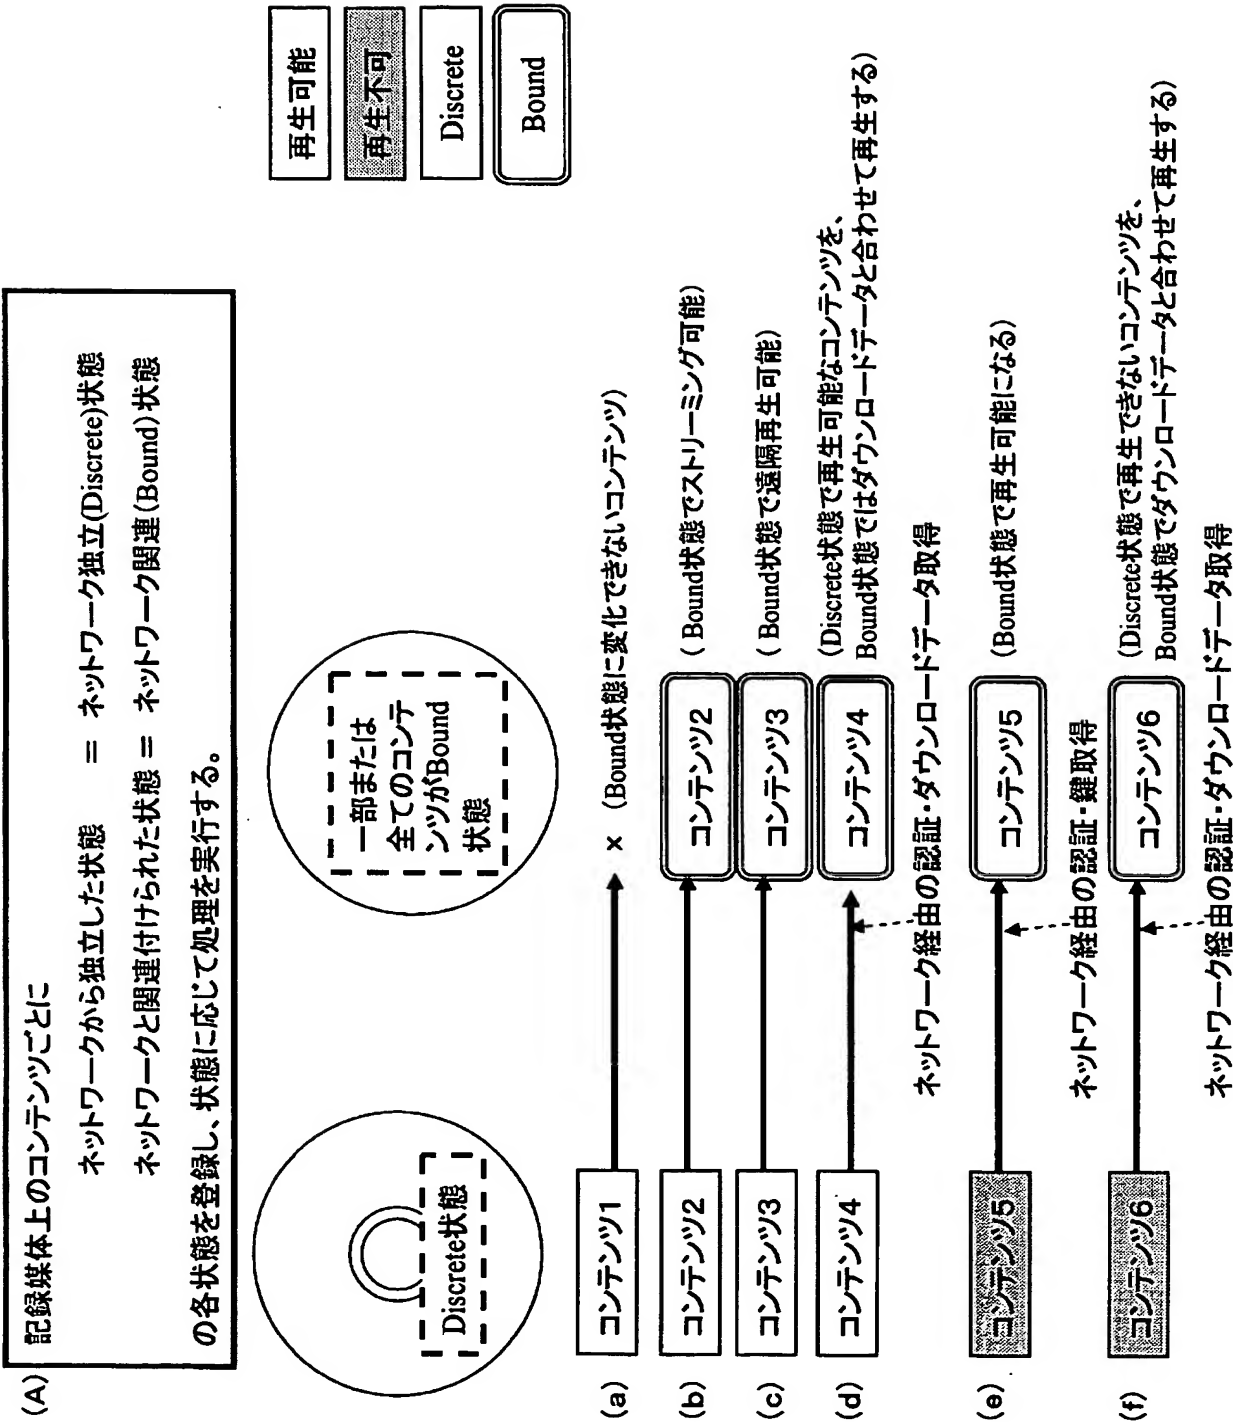 (A)
記録媒体上のコンテンツごとに
ネットワークから独立した状態 = ネットワーク独立(Discrete)状態
ネットワークと関連付けられた状態 = ネットワーク関連(Bound)状態
の各状態を登録し、状態に応じて処理を実行する。
Discrete状態
一部または
全てのコンテ
ンツがBound
状態
再生可能
再生不可
Discrete
Bound
(a) コンテンツ1 × (Bound状態に変化できないコンテンツ)
(b) コンテンツ2 コンテンツ2 (Bound状態でストリーミング可能)
(c) コンテンツ3 コンテンツ3 (Bound状態で遠隔再生可能)
(d) コンテンツ4 コンテンツ4 (Discrete状態で再生可能なコンテンツを、
Bound状態ではダウンロードデータと合わせて再生する)
ネットワーク経由の認証・ダウンロードデータ取得
(e) コンテンツ5 コンテンツ5 (Bound状態で再生可能になる)
ネットワーク経由の認証・鍵取得
(f) コンテンツ6 コンテンツ6 (Discrete状態で再生できないコンテンツを、
Bound状態でダウンロードデータと合わせて再生する)
ネットワーク経由の認証・ダウンロードデータ取得